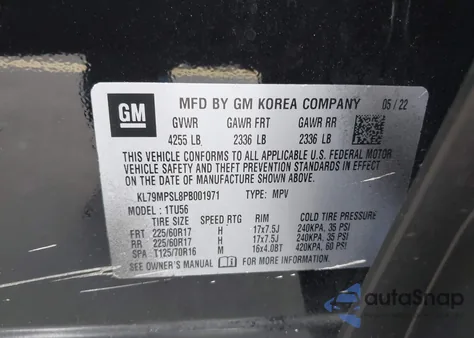 GM
MFD BY GM KOREA COMPANY 05 / 22
GVWR GAWR FRT GAWR RR
4255 LB 2336 LB 2336 LB
THIS VEHICLE CONFORMS TO ALL APPLICABLE U.S. FEDERAL MOTOR
VEHICLE SAFETY AND THEFT PREVENTION STANDARDS IN EFFECT
ON THE DATE OF MANUFACTURE SHOWN ABOVE.
KL79MPSL8PB001971 TYPE: MPV
MODEL: 1TU56
TIRE SIZE SPEED RTG RIM COLD TIRE PRESSURE
FRT 225/60R17 H 17x7.5J 240KPA, 35 PSI
RR 225/60R17 H 17x7.5J 240KPA, 35 PSI
SPA T125/70R16 M 16x4.0BT 420KPA, 60 PSI
SEE OWNER'S MANUAL FOR MORE INFORMATION.
autoSnap